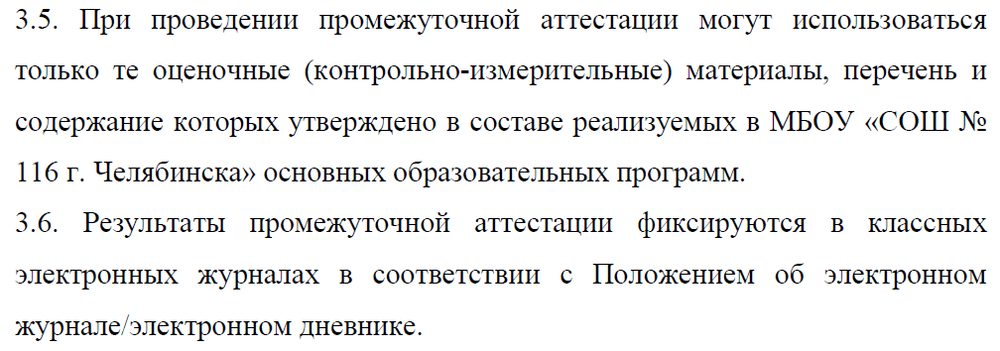 3.5. При проведении промежуточной аттестации могут использоваться
только те оценочные (контрольно-измерительные) материалы, перечень и
содержание которых утверждено в составе реализуемых в МБОУ «СОШ №
116 г. Челябинска» основных образовательных программ.
3.6. Результаты промежуточной аттестации фиксируются в классных
электронных журналах в соответствии с Положением об электронном
журнале/электронном дневнике.